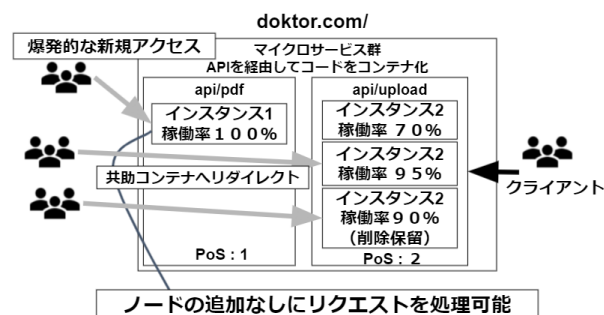 doktor.com/
爆発的な新規アクセス
マイクロサービス群
APIを経由してコードをコンテナ化
api/pdf
インスタンス1
稼働率１００％
api/upload
インスタンス2
稼働率 ７０％
インスタンス2
稼働率 ９５％
共助コンテナへリダイレクト
インスタンス2
稼働率９０％
（削除保留）
クライアント
PoS：1
PoS：２
ノードの追加なしにリクエストを処理可能